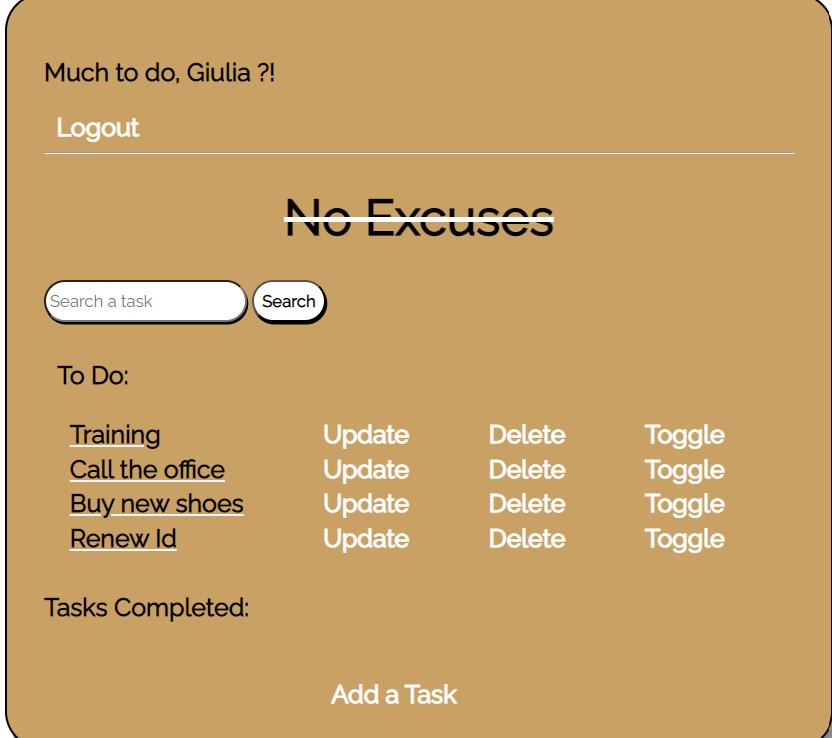 Much to do, Giulia ?!
Logout
No Excuses
Search a task Search
To Do:
Training Update Delete Toggle
Call the office Update Delete Toggle
Buy new shoes Update Delete Toggle
Renew Id Update Delete Toggle
Tasks Completed:
Add a Task